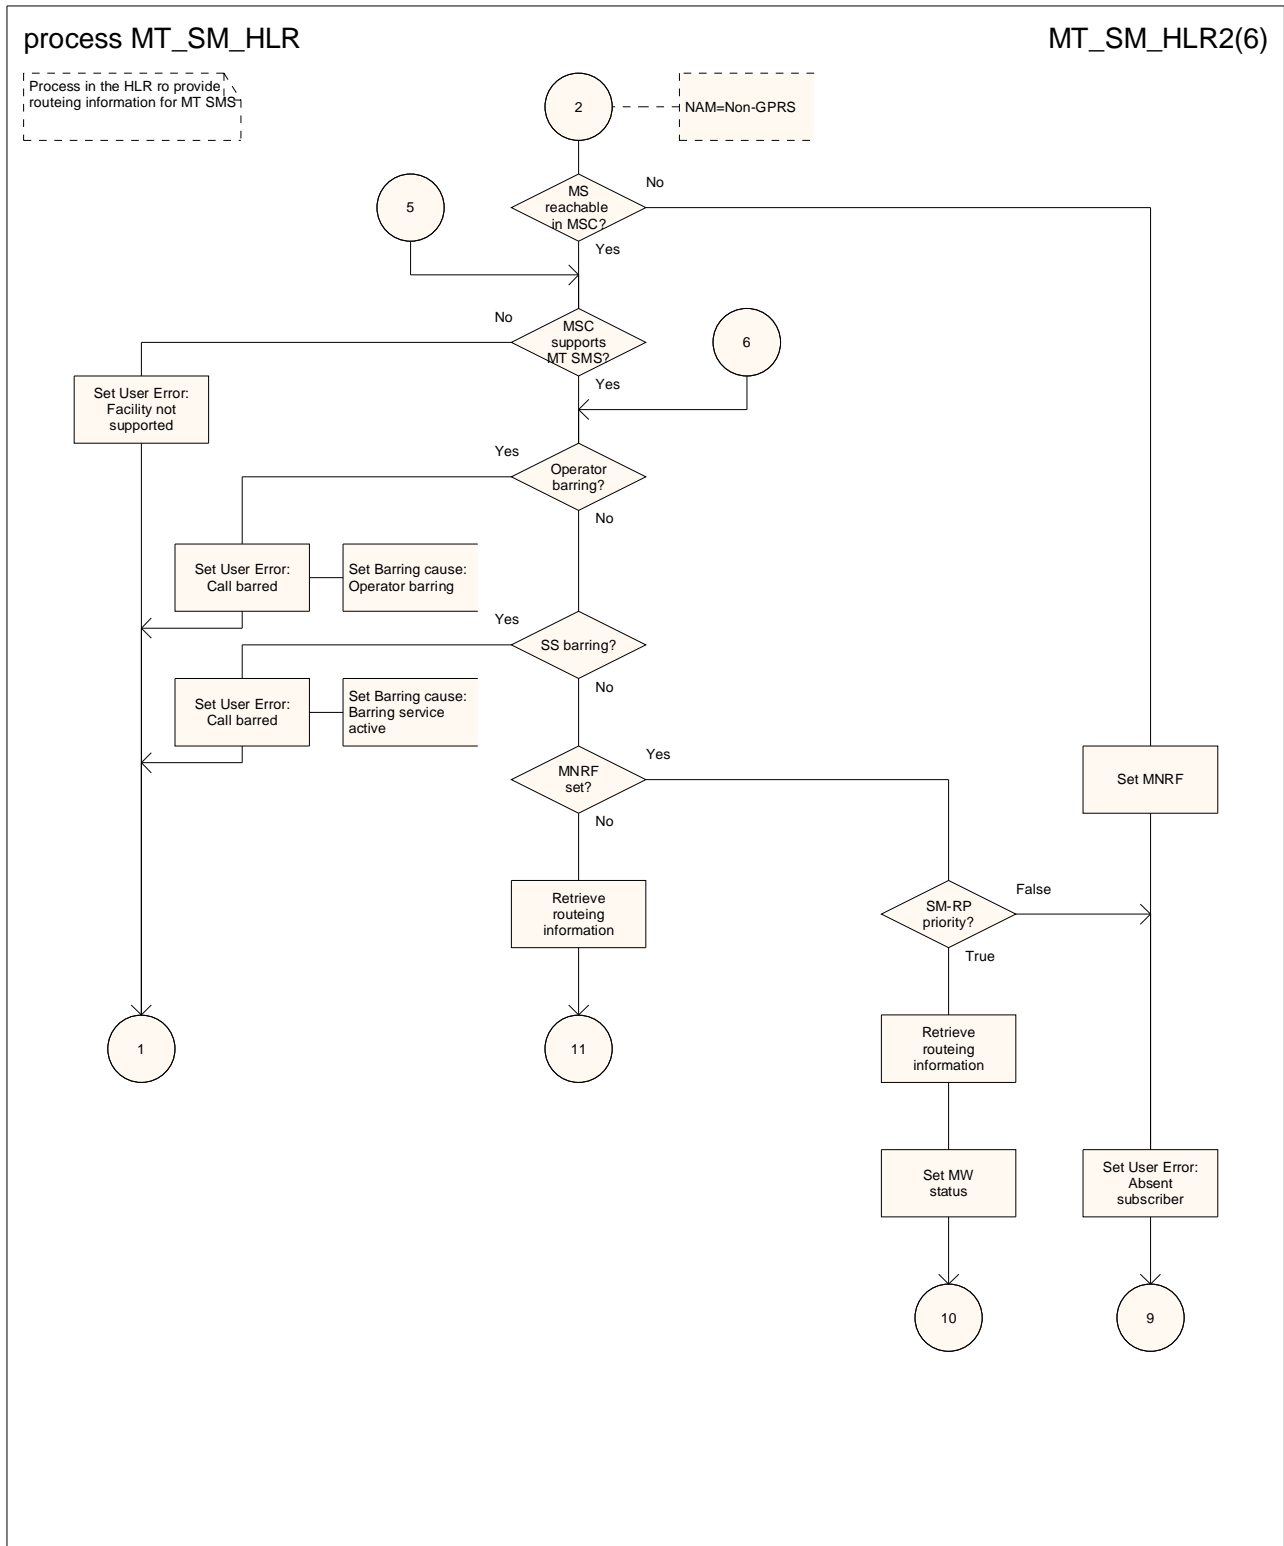 process MT_SM_HLR
MT_SM_HLR2(6)
Process in the HLR ro provide
routeing information for MT SMS
2
NAM=Non-GPRS
MS
reachable
in MSC?
No
Yes
5
MSC
supports
MT SMS?
No
Yes
6
Set User Error:
Facility not
supported
Operator
barring?
Yes
No
Set User Error:
Call barred
Set Barring cause:
Operator barring
SS barring?
Yes
No
Set User Error:
Call barred
Set Barring cause:
Barring service
active
MNRF
set?
Yes
No
Set MNRF
Retrieve
routeing
information
SM-RP
priority?
False
True
1
11
Retrieve
routeing
information
Set MW
status
Set User Error:
Absent
subscriber
10
9